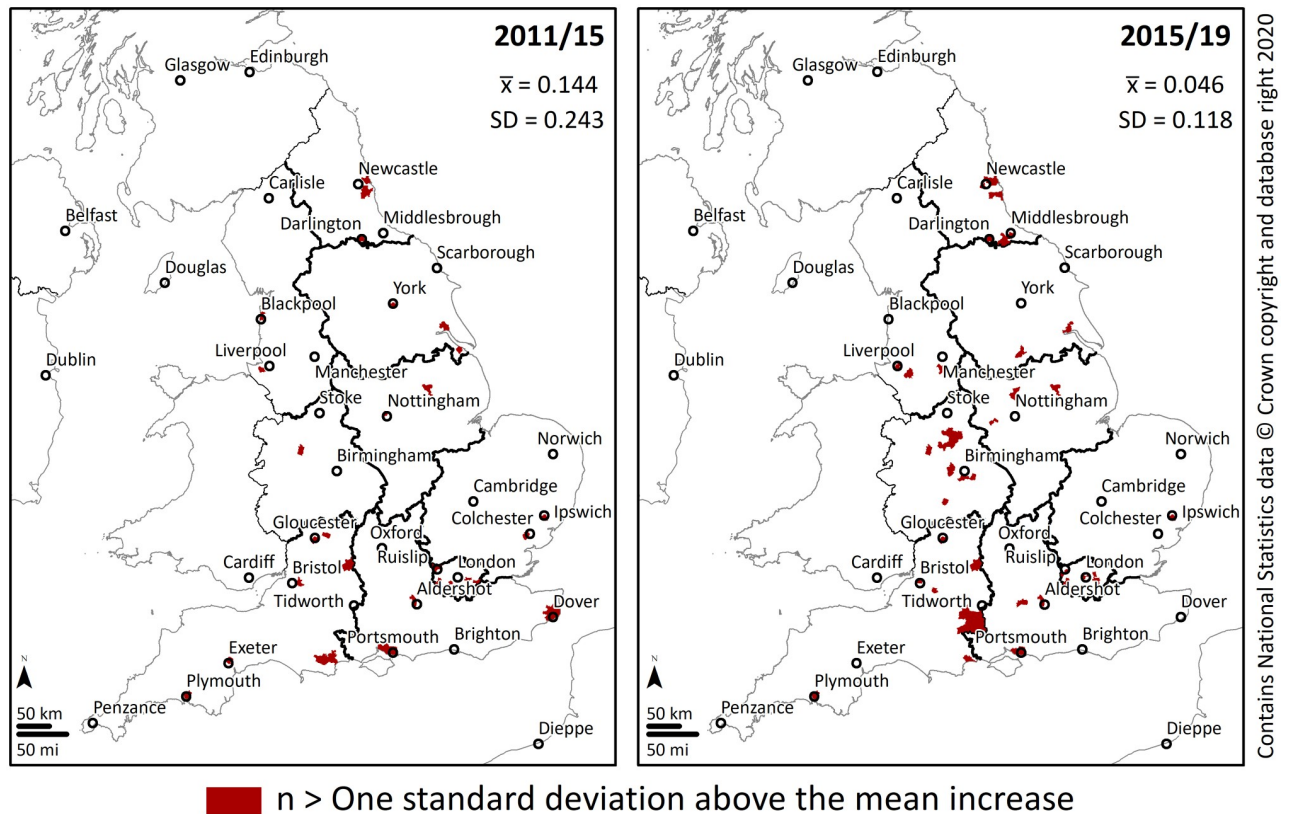 2011/15
x̅ = 0.144
SD = 0.243
Glasgow
Edinburgh
Newcastle
Carlisle
Belfast
Darlington
Middlesbrough
Scarborough
Douglas
York
Blackpool
Dublin
Liverpool
Manchester
Stoke
Nottingham
Norwich
Birmingham
Cambridge
Colchester
Ipswich
Gloucester
Oxford
Ruislip
London
Cardiff
Bristol
Tidworth
Aldershot
Dover
Portsmouth
Brighton
Exeter
Plymouth
Penzance
Dieppe
N
50 km
50 mi
2015/19
x̅ = 0.046
SD = 0.118
Glasgow
Edinburgh
Newcastle
Carlisle
Belfast
Darlington
Middlesbrough
Scarborough
Douglas
York
Blackpool
Dublin
Liverpool
Manchester
Stoke
Nottingham
Norwich
Birmingham
Cambridge
Colchester
Ipswich
Gloucester
Oxford
Ruislip
London
Cardiff
Bristol
Tidworth
Aldershot
Dover
Portsmouth
Brighton
Exeter
Plymouth
Penzance
Dieppe
N
50 km
50 mi
Contains National Statistics data © Crown copyright and database right 2020
n > One standard deviation above the mean increase